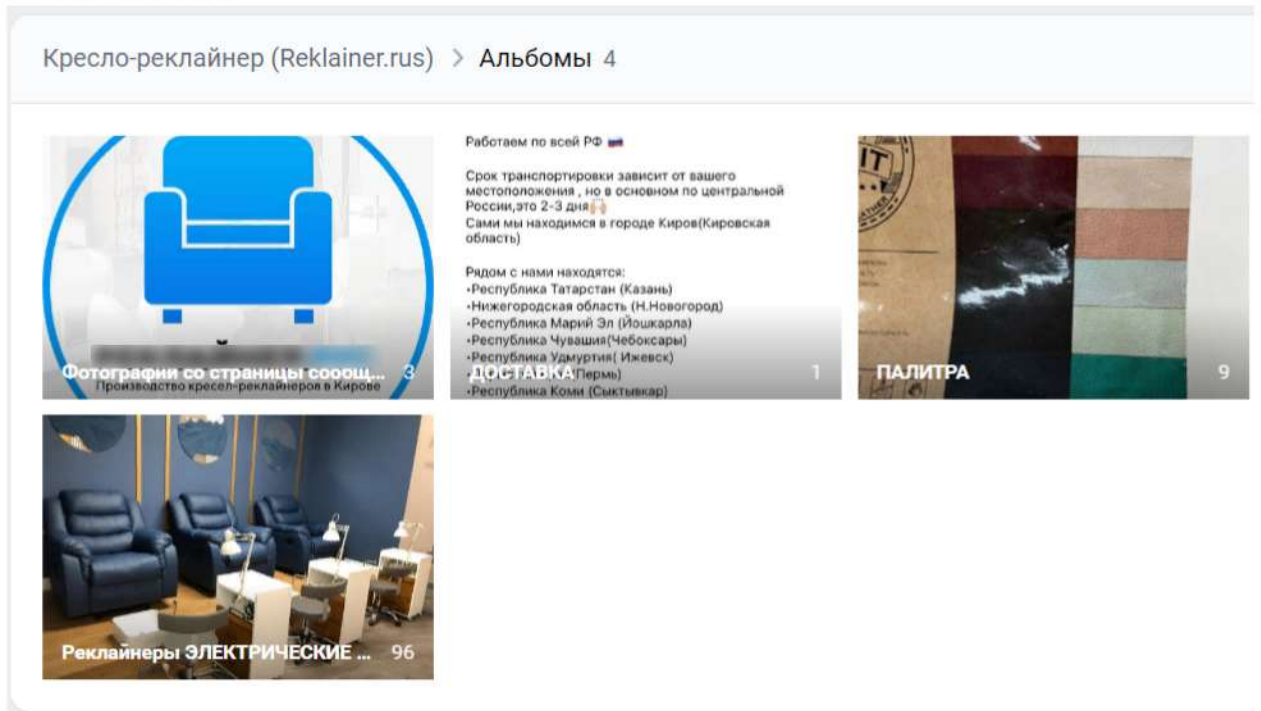 Кресло-реклайнер (Reklainer.rus) > Альбомы 4
Фотографии со страницы сообщ... 3
Производство кресел-реклайнеров в Кирове
Работаем по всей РФ 🇷🇺
Срок транспортировки зависит от вашего
местоположения , но в основном по центральной
России,это 2-3 дня🙌🏻
Сами мы находимся в городе Киров(Кировская
область)
Рядом с нами находятся:
•Республика Татарстан (Казань)
•Нижегородская область (Н.Новогород)
•Республика Марий Эл (Йошкарла)
•Республика Чувашия(Чебоксары)
•Республика Удмуртия( Ижевск)
(Пермь)
•Республика Коми (Сыктывкар)
ДОСТАВКА 1
IT
ПАЛИТРА 9
Реклайнеры ЭЛЕКТРИЧЕСКИЕ ... 96